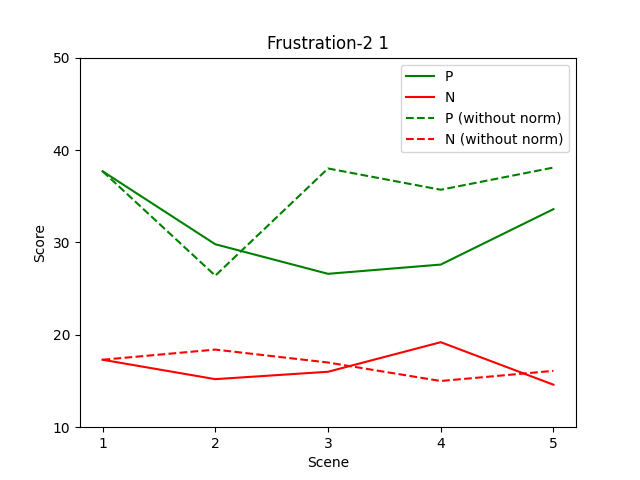 Frustration-2 1
50
40
30
20
10
Score
1 2 3 4 5
Scene
P
N
P (without norm)
N (without norm)